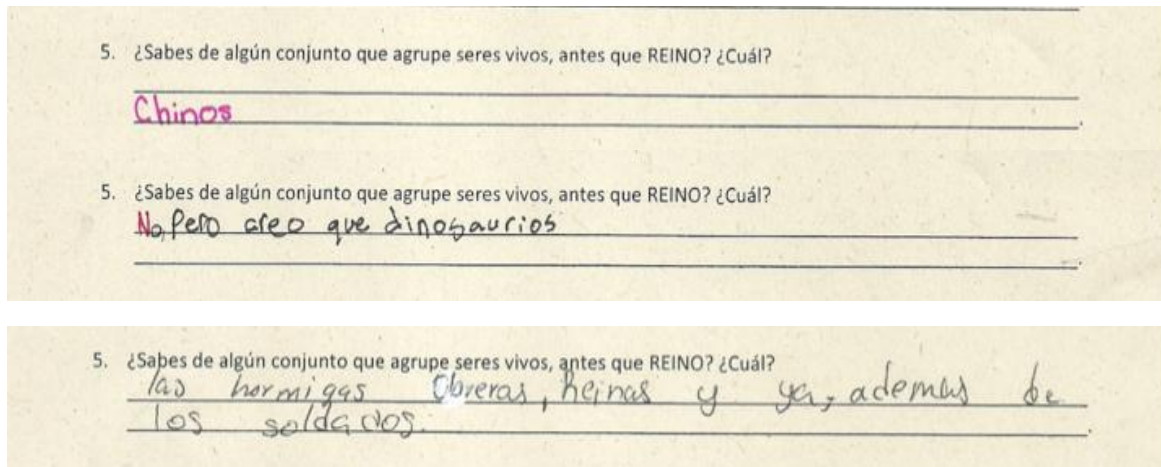 5. ¿Sabes de algún conjunto que agrupe seres vivos, antes que REINO? ¿Cuál?
Chinos
5. ¿Sabes de algún conjunto que agrupe seres vivos, antes que REINO? ¿Cuál?
No, Pero creo que dinosaurios
5. ¿Sabes de algún conjunto que agrupe seres vivos, antes que REINO? ¿Cuál?
las hormigas Obreras, Reinas y ya, ademas de
los soldados.